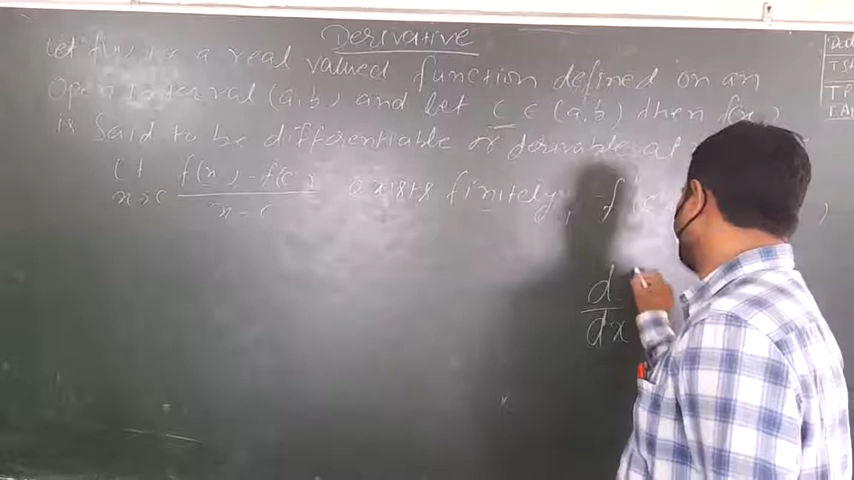 Derivative
Let f(x) is a real valued function defined on an
Open interval (a,b) and let C ∈ (a,b) then f(x)
is Said to be differentiable or derivable at
Lt f(x) - f(c)
x→c x - c exists finitely,
d
dx